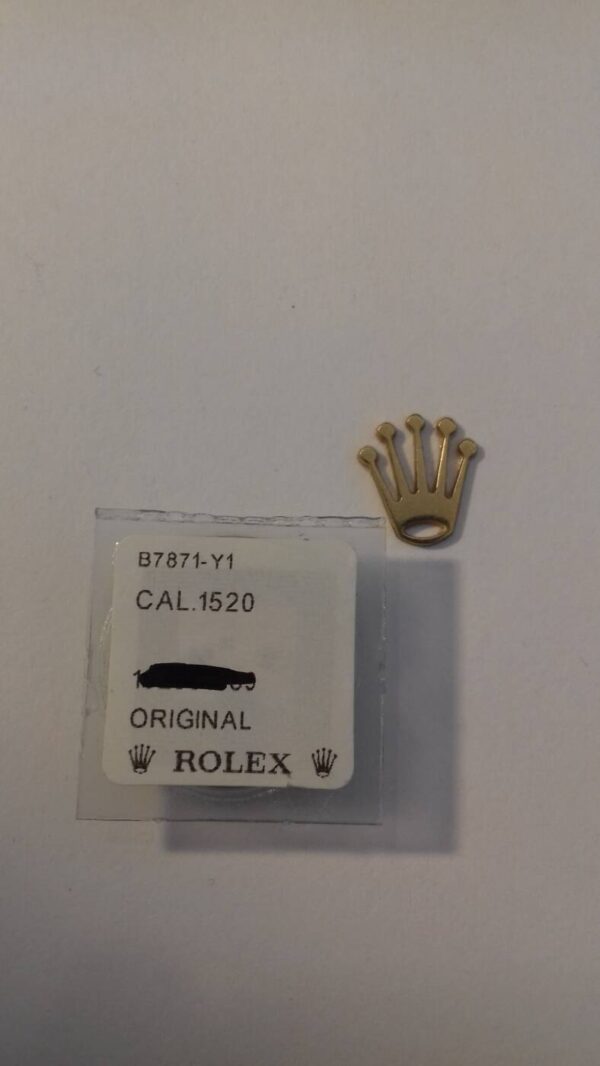 B7871-Y1
CAL.1520
ORIGINAL
ROLEX